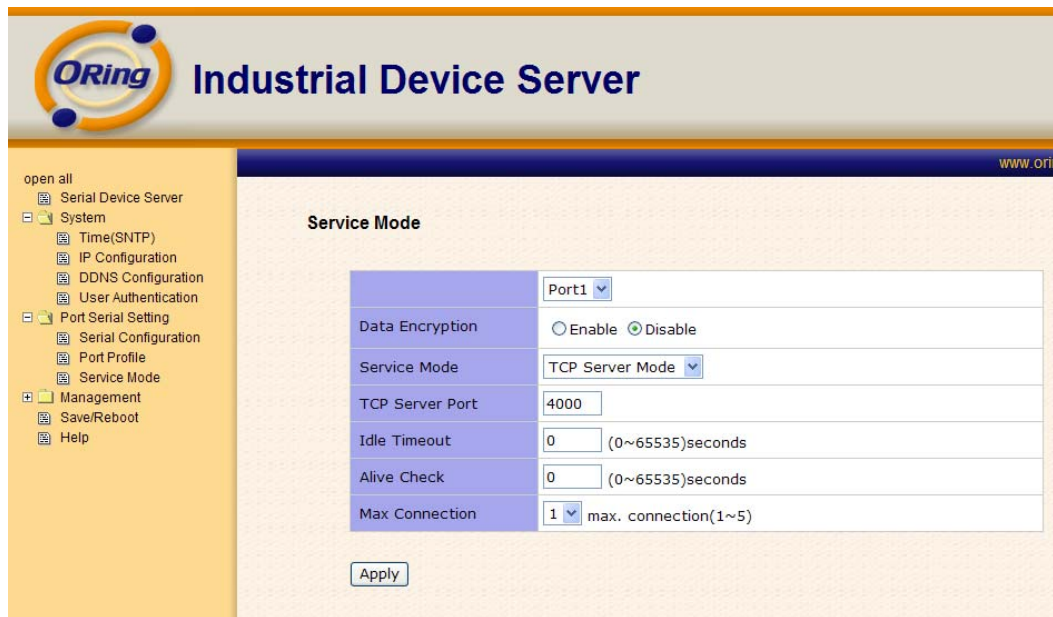 ORing
Industrial Device Server
www.ori
open all
Serial Device Server
System
Time(SNTP)
IP Configuration
DDNS Configuration
User Authentication
Port Serial Setting
Serial Configuration
Port Profile
Service Mode
Management
Save/Reboot
Help
Service Mode
Port1
Data Encryption Enable Disable
Service Mode TCP Server Mode
TCP Server Port 4000
Idle Timeout 0 (0~65535)seconds
Alive Check 0 (0~65535)seconds
Max Connection 1 max. connection(1~5)
Apply